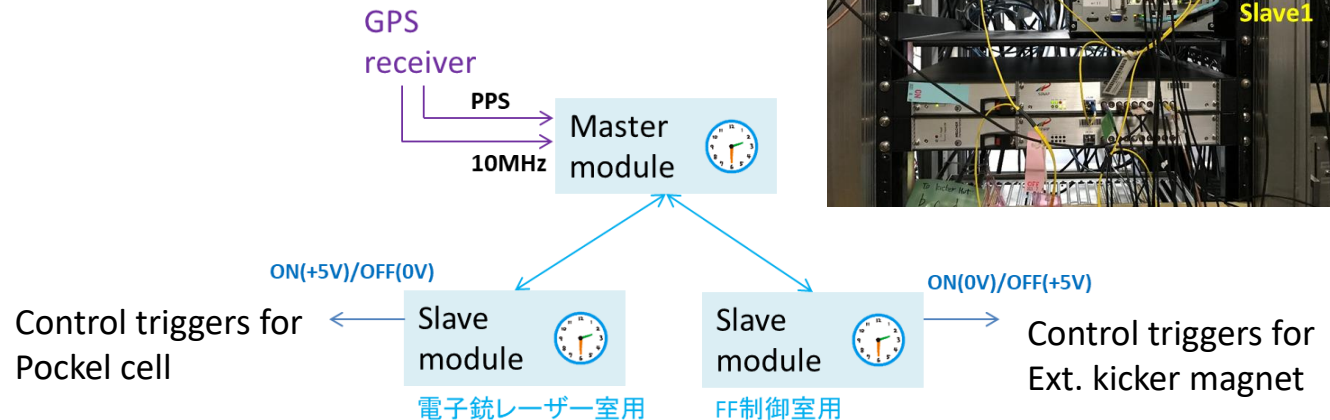 GPS
receiver
PPS
10MHz
Master
module
Slave1
ON(+5V)/OFF(0V)
ON(0V)/OFF(+5V)
Control triggers for
Pockel cell
Slave
module
電子銃レーザー室用
Slave
module
FF制御室用
Control triggers for
Ext. kicker magnet